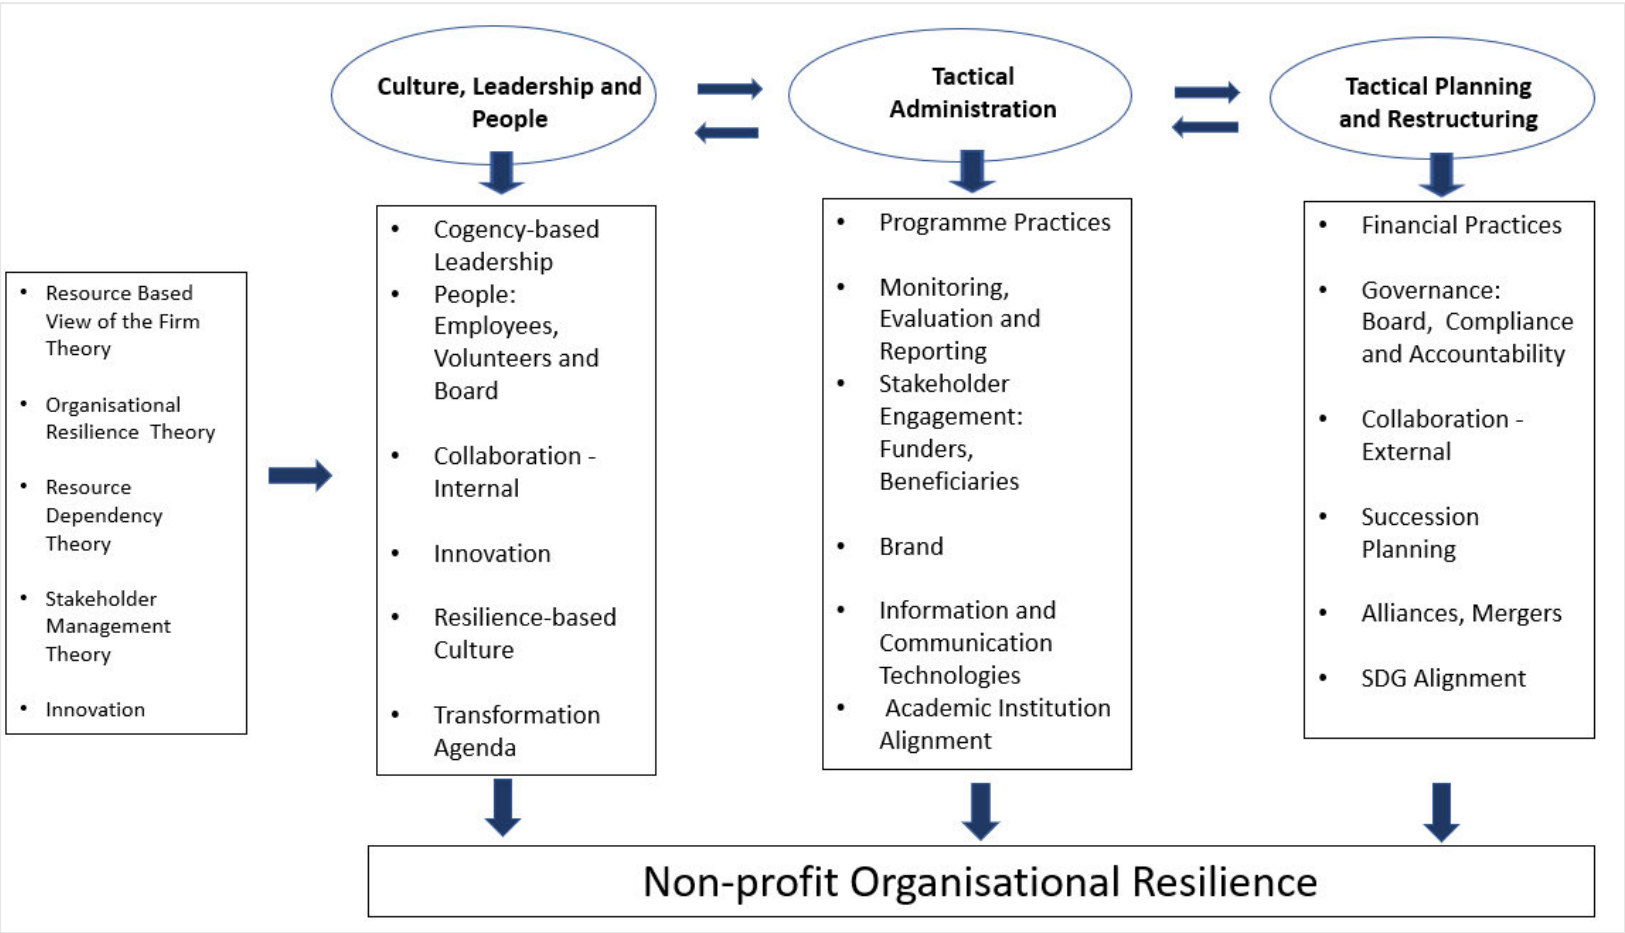 Culture, Leadership and
People
Tactical
Administration
Tactical Planning
and Restructuring
• Resource Based
View of the Firm
Theory
• Organisational
Resilience Theory
• Resource
Dependency
Theory
• Stakeholder
Management
Theory
• Innovation
• Cogency-based
Leadership
• People:
Employees,
Volunteers and
Board
• Collaboration -
Internal
• Innovation
• Resilience-based
Culture
• Transformation
Agenda
• Programme Practices
• Monitoring,
Evaluation and
Reporting
• Stakeholder
Engagement:
Funders,
Beneficiaries
• Brand
• Information and
Communication
Technologies
• Academic Institution
Alignment
• Financial Practices
• Governance:
Board, Compliance
and Accountability
• Collaboration -
External
• Succession
Planning
• Alliances, Mergers
• SDG Alignment
Non-profit Organisational Resilience